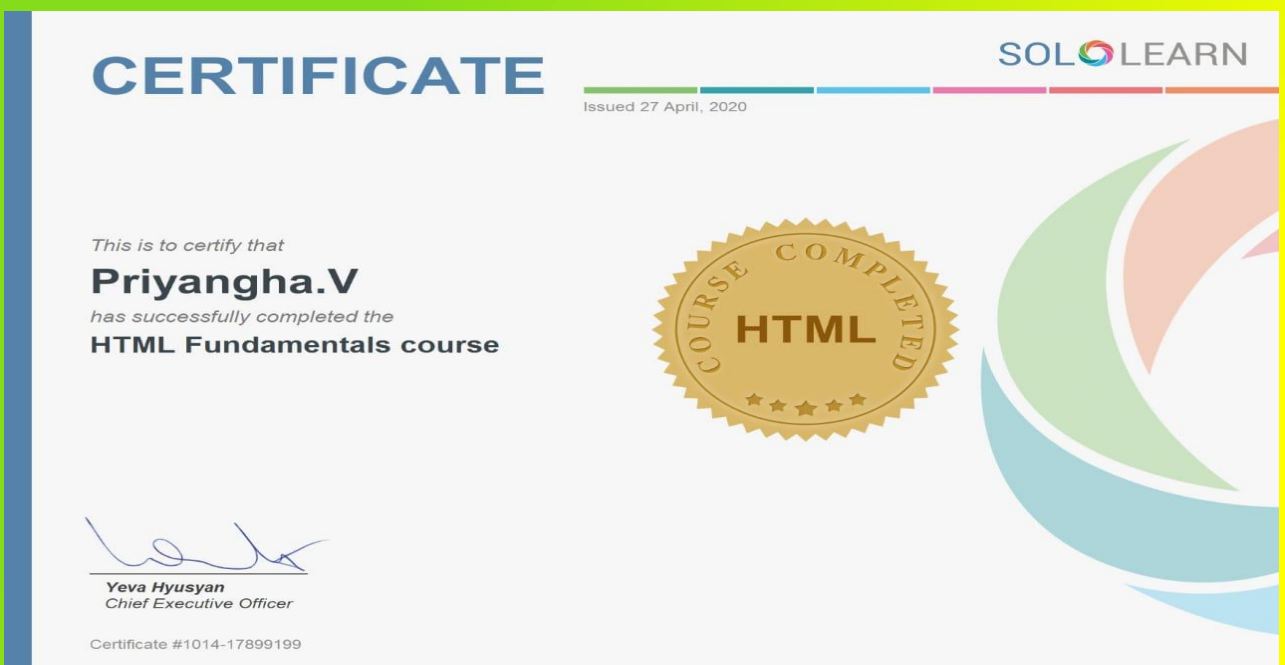 CERTIFICATE
SOLOLEARN
Issued 27 April, 2020
This is to certify that
Priyangha.V
has successfully completed the
HTML Fundamentals course
COURSE COMPLETED
HTML
Yeva Hyusyan
Chief Executive Officer
Certificate #1014-17899199